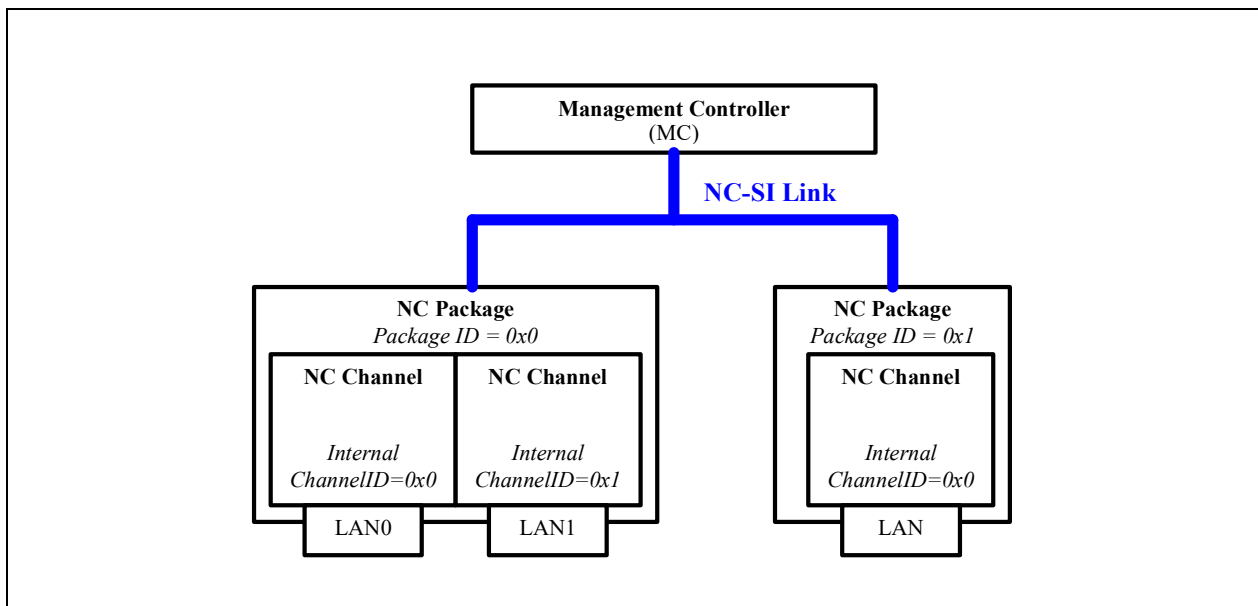 Management Controller
(MC)
NC-SI Link
NC Package
Package ID = 0x0
NC Channel
Internal
ChannelID=0x0
NC Channel
Internal
ChannelID=0x1
LAN0
LAN1
NC Package
Package ID = 0x1
NC Channel
Internal
ChannelID=0x0
LAN